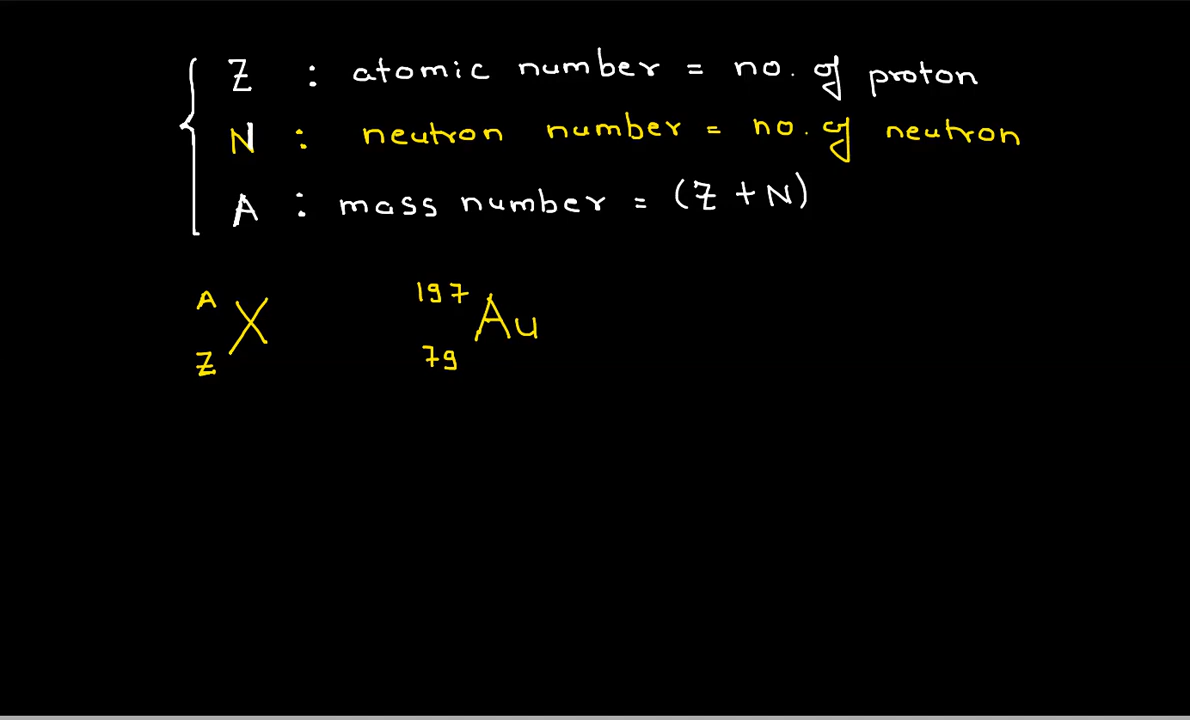 Z : atomic number = no. of proton
N : neutron number = no. of neutron
A : mass number = (Z + N)
A 197
X Au
Z 79